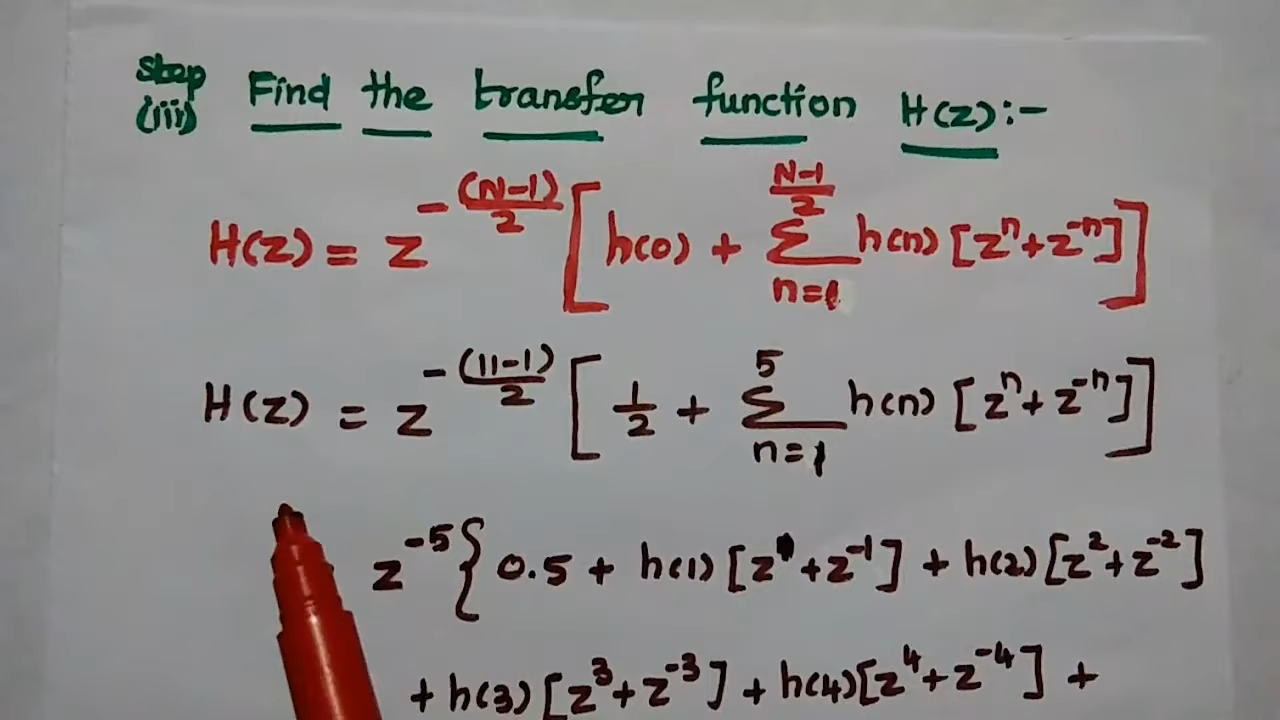 Step (iii) Find the transfer function H(z):-
H(z) = z^{-(N-1)/2} [ h(0) + Σ_{n=1}^{(N-1)/2} h(n) [z^n + z^{-n}] ]
H(z) = z^{-(11-1)/2} [ 1/2 + Σ_{n=1}^{5} h(n) [z^n + z^{-n}] ]
z^{-5} { 0.5 + h(1) [z^1 + z^{-1}] + h(2) [z^2 + z^{-2}]
+ h(3) [z^3 + z^{-3}] + h(4) [z^4 + z^{-4}] +